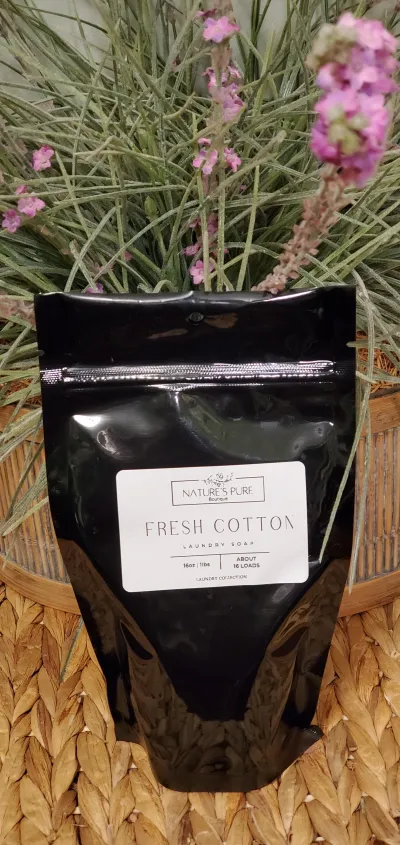 NATURE'S PURE
Boutique
FRESH COTTON
LAUNDRY SOAP
16oz | 1lbs
ABOUT
16 LOADS
LAUNDRY COLLECTION